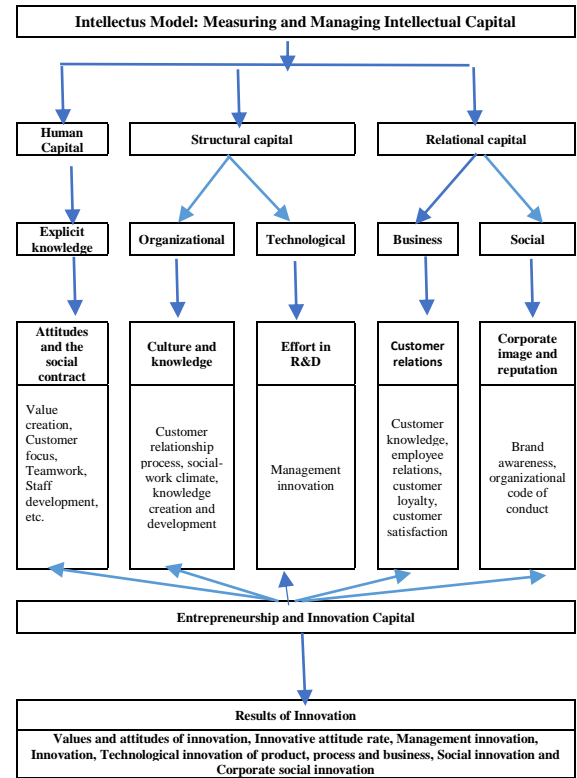 Intellectus Model: Measuring and Managing Intellectual Capital
Human
Capital
Structural capital
Relational capital
Explicit
knowledge
Organizational
Technological
Business
Social
Attitudes
and the
social
contract
Culture and
knowledge
Effort in
R&D
Customer
relations
Corporate
image and
reputation
Value
creation,
Customer
focus,
Teamwork,
Staff
development,
etc.
Customer
relationship
process, social-
work climate,
knowledge
creation and
development
Management
innovation
Customer
knowledge,
employee
relations,
customer
loyalty,
customer
satisfaction
Brand
awareness,
organizational
code of
conduct
Entrepreneurship and Innovation Capital
Results of Innovation
Values and attitudes of innovation, Innovative attitude rate, Management innovation,
Innovation, Technological innovation of product, process and business, Social innovation and
Corporate social innovation